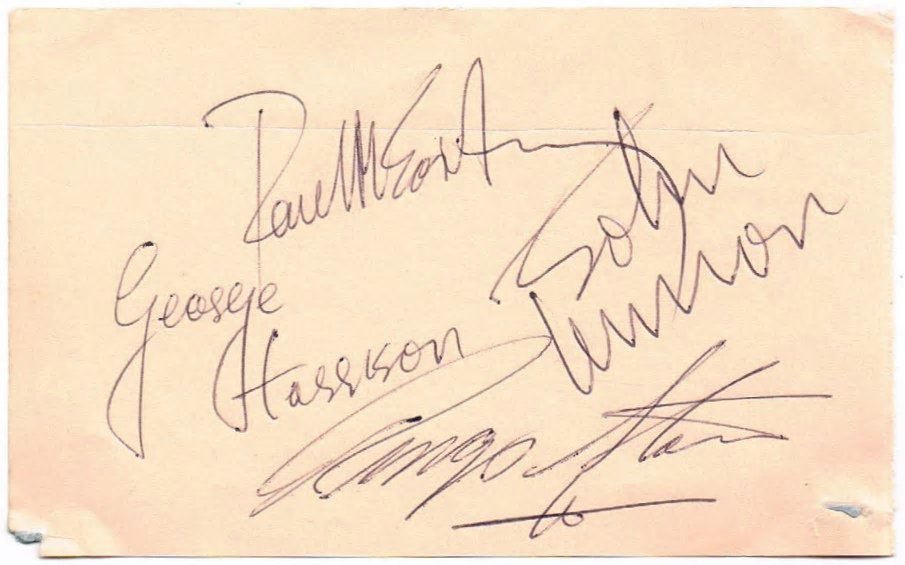 Paul McCartney
John
Lennon
George
Harrison
Ringo Starr